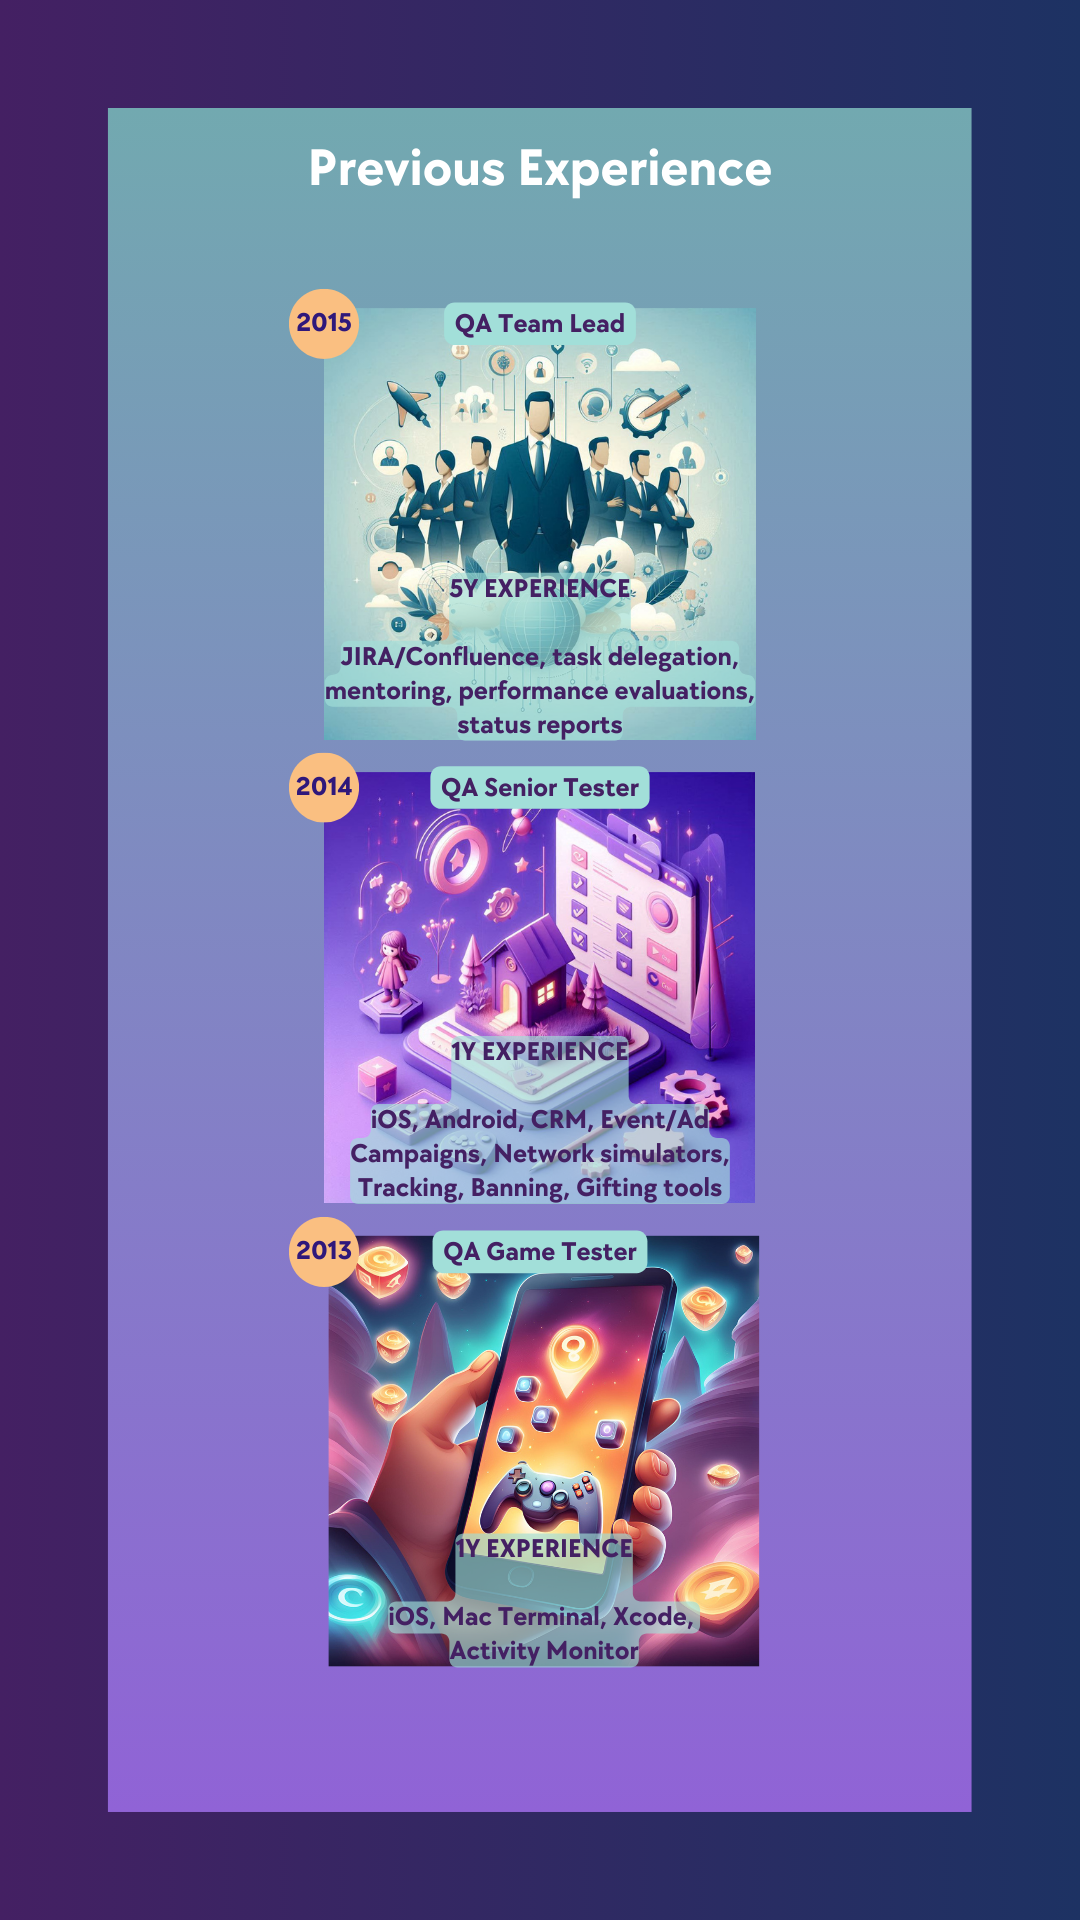 Previous Experience
2015
QA Team Lead
5Y EXPERIENCE
JIRA/Confluence, task delegation,
mentoring, performance evaluations,
status reports
2014
QA Senior Tester
1Y EXPERIENCE
iOS, Android, CRM, Event/Ad
Campaigns, Network simulators,
Tracking, Banning, Gifting tools
2013
QA Game Tester
1Y EXPERIENCE
iOS, Mac Terminal, Xcode,
Activity Monitor